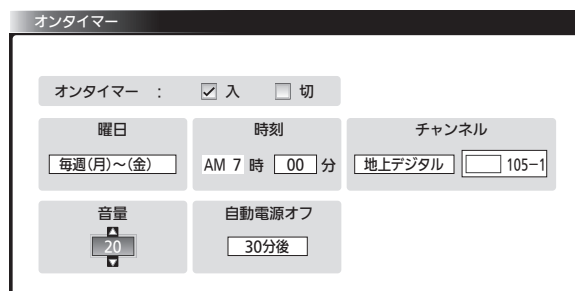 オンタイマー
オンタイマー : 入 切
曜日 時刻 チャンネル
毎週(月)~(金) AM 7 時 00 分 地上デジタル 105-1
音量 自動電源オフ
20 30分後